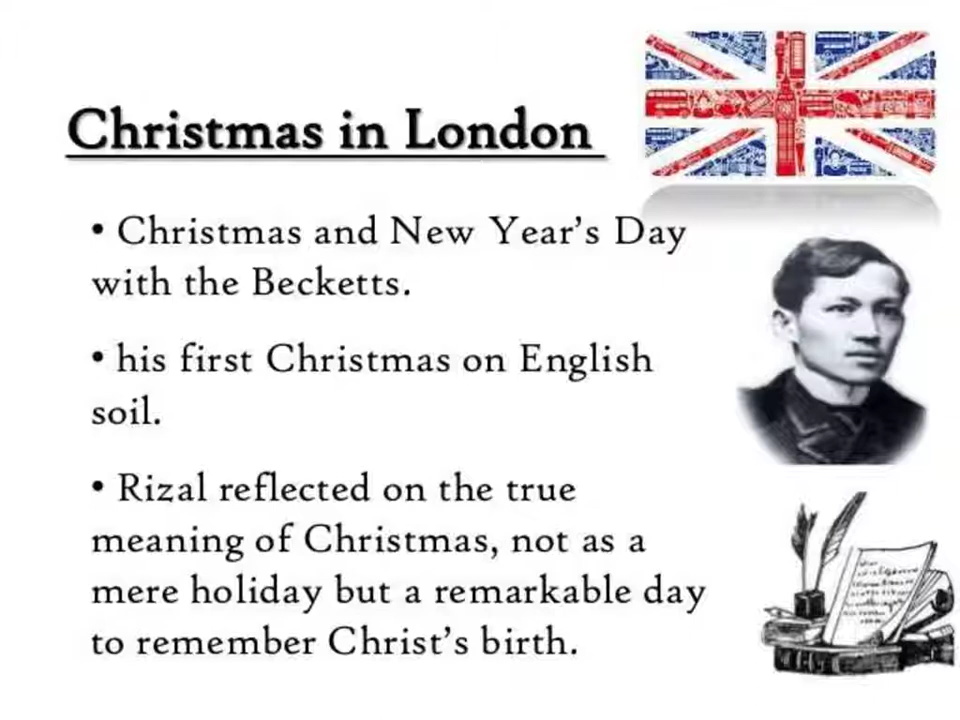 Christmas in London
• Christmas and New Year’s Day
with the Becketts.
• his first Christmas on English
soil.
• Rizal reflected on the true
meaning of Christmas, not as a
mere holiday but a remarkable day
to remember Christ’s birth.